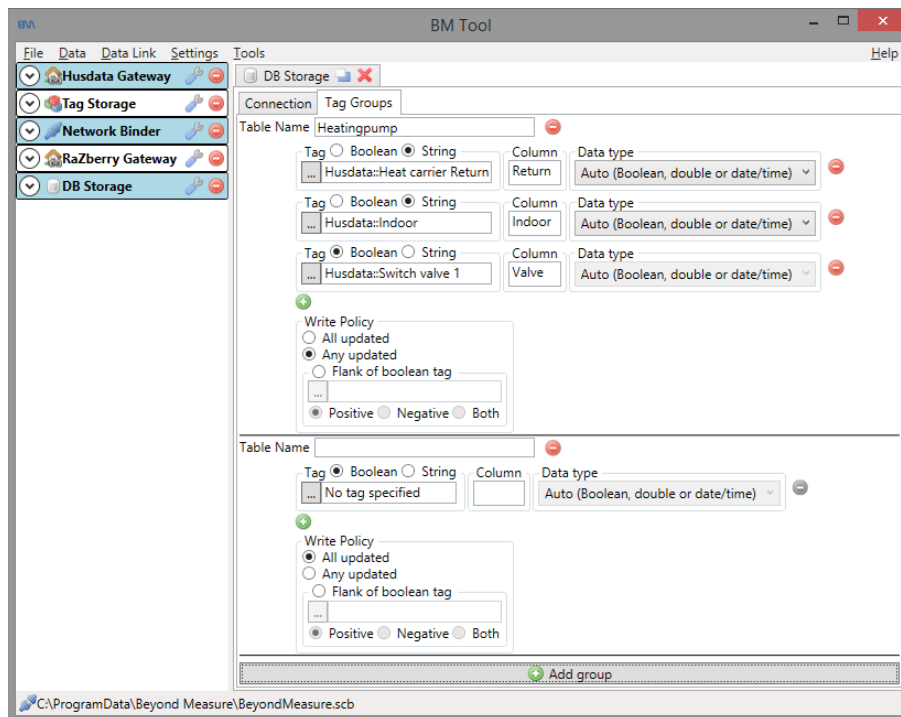 BM BM Tool
File Data Data Link Settings Tools Help
Husdata Gateway
Tag Storage
Network Binder
RaZberry Gateway
DB Storage
DB Storage
Connection Tag Groups
Table Name Heatingpump
Tag Boolean String Column Data type
... Husdata::Heat carrier Return Return Auto (Boolean, double or date/time)
Tag Boolean String Column Data type
... Husdata::Indoor Indoor Auto (Boolean, double or date/time)
Tag Boolean String Column Data type
... Husdata::Switch valve 1 Valve Auto (Boolean, double or date/time)
Write Policy
All updated
Any updated
Flank of boolean tag
...
Positive Negative Both
Table Name
Tag Boolean String Column Data type
... No tag specified Auto (Boolean, double or date/time)
Write Policy
All updated
Any updated
Flank of boolean tag
...
Positive Negative Both
Add group
C:\ProgramData\Beyond Measure\BeyondMeasure.scb